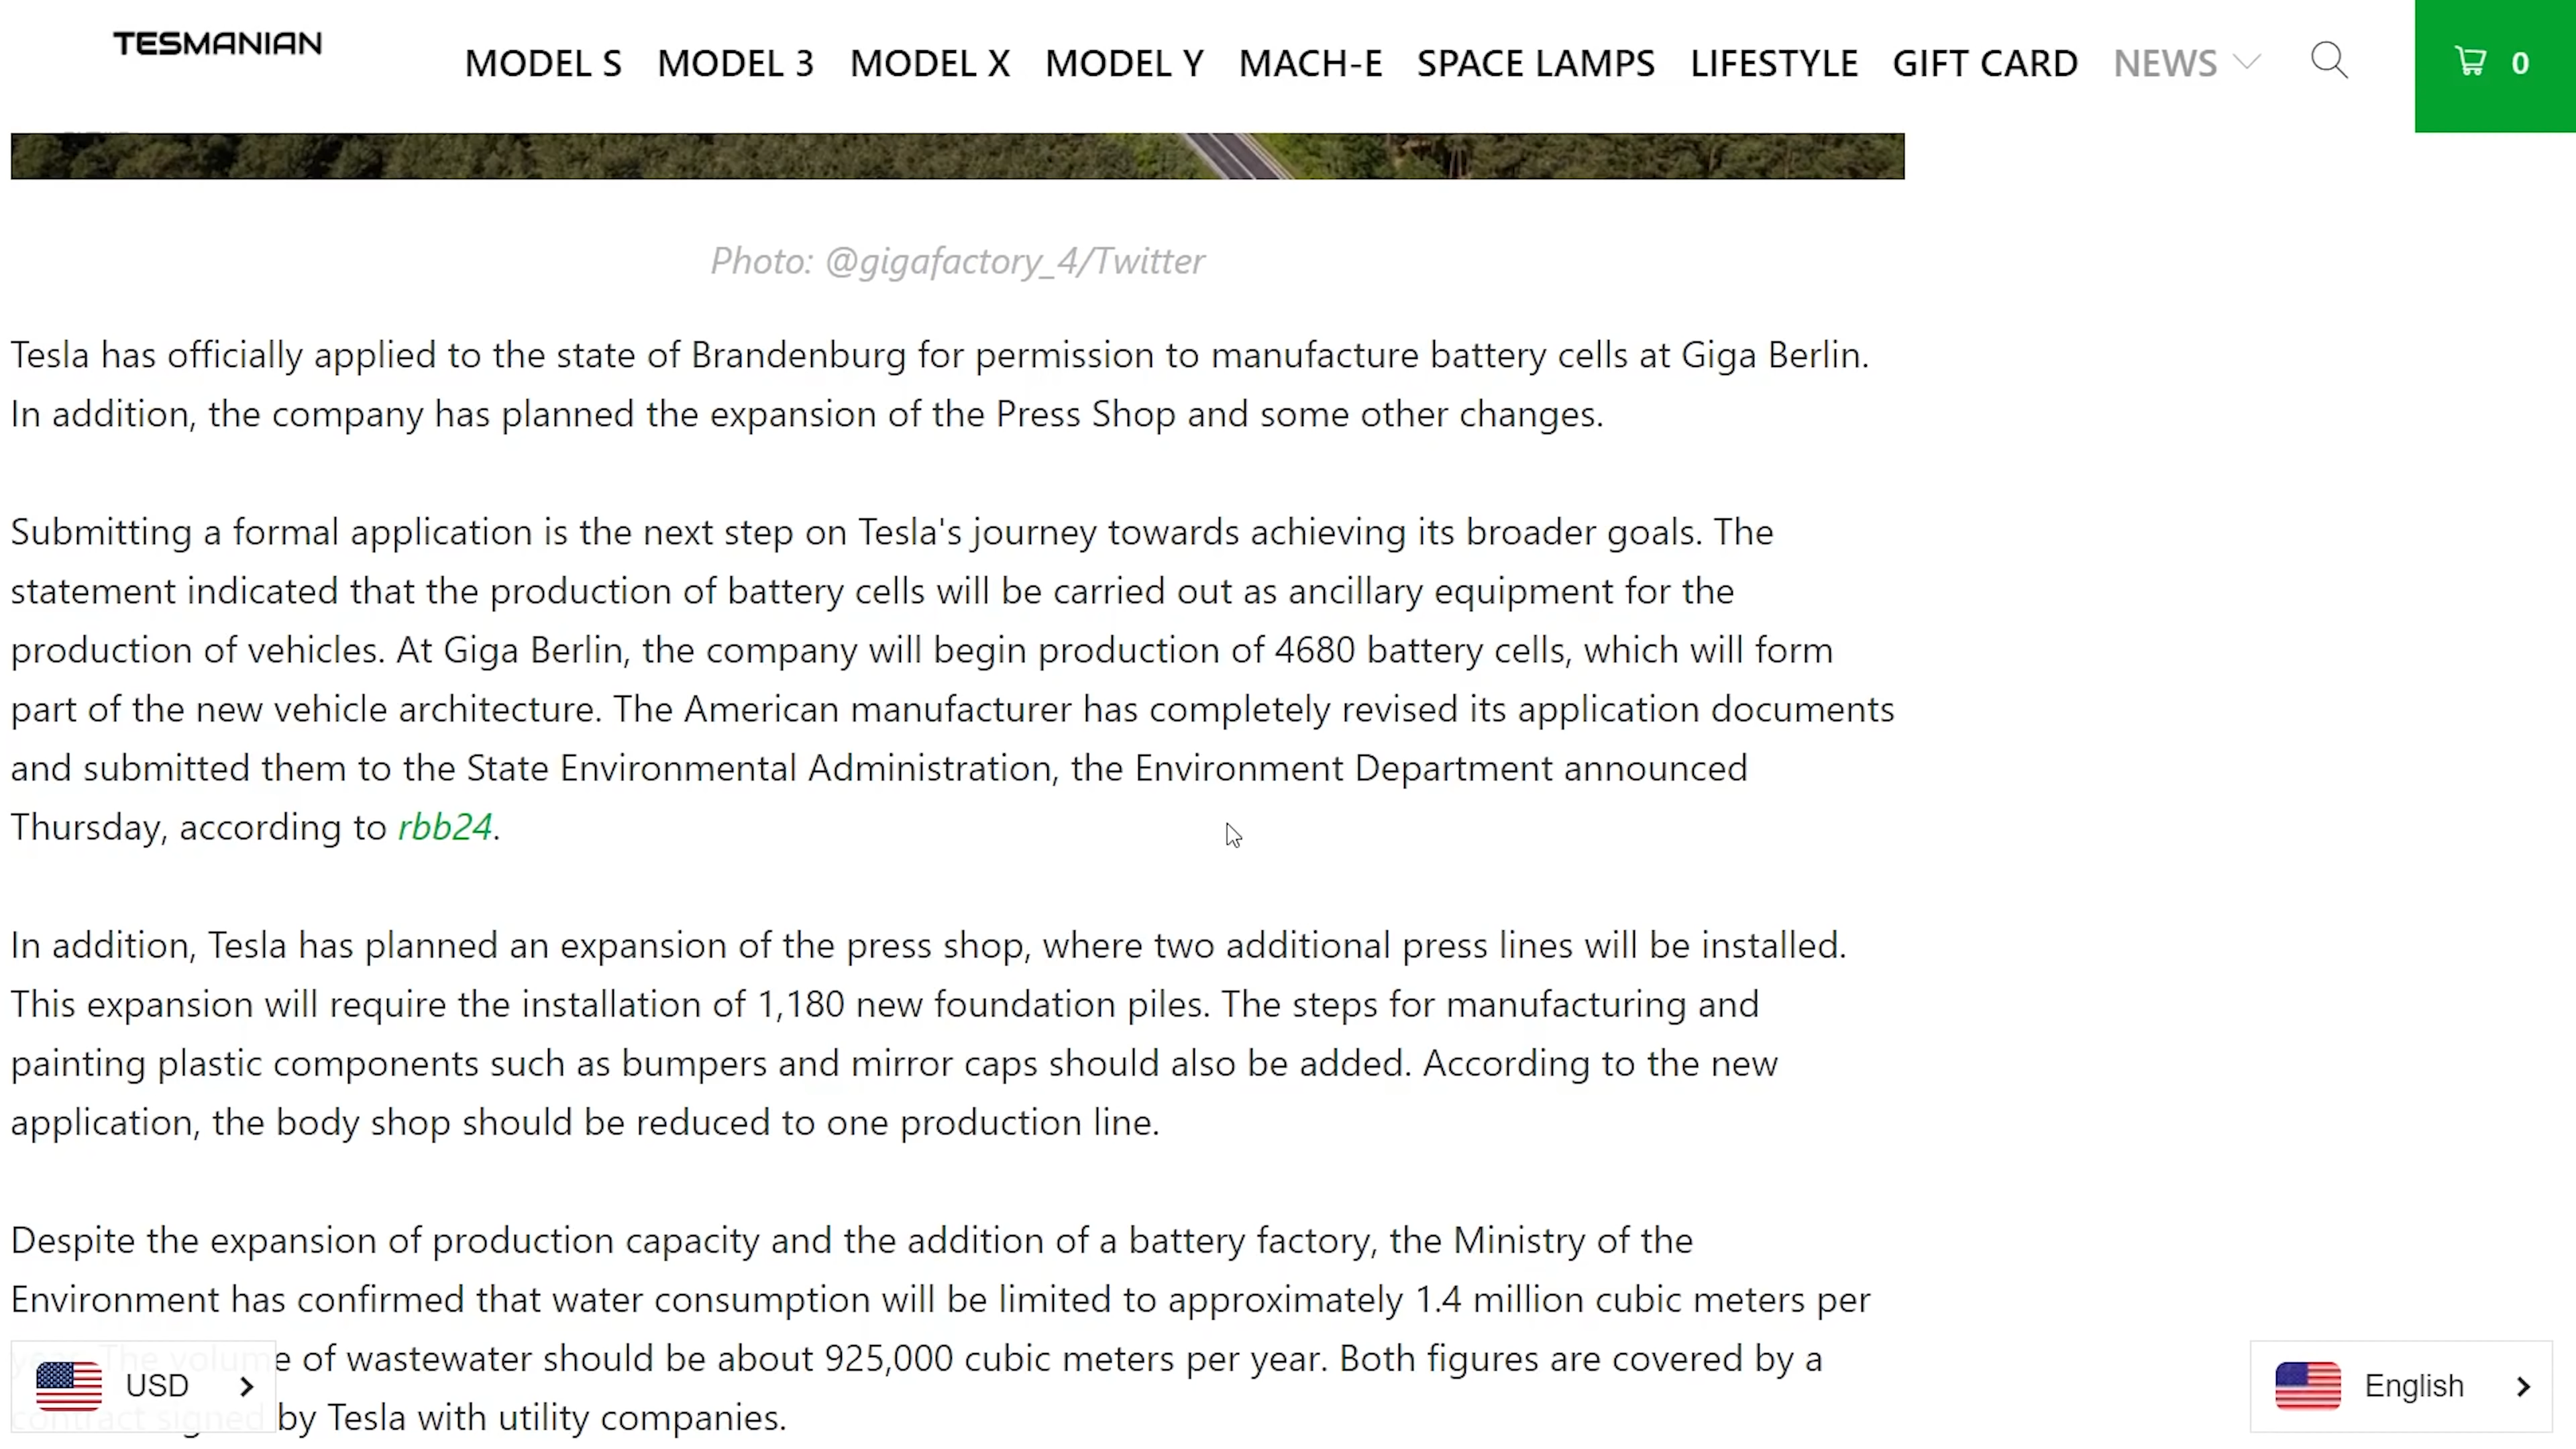 TESMANIAN
MODEL S MODEL 3 MODEL X MODEL Y MACH-E SPACE LAMPS LIFESTYLE GIFT CARD NEWS 0
Photo: @gigafactory_4/Twitter
Tesla has officially applied to the state of Brandenburg for permission to manufacture battery cells at Giga Berlin.
In addition, the company has planned the expansion of the Press Shop and some other changes.
Submitting a formal application is the next step on Tesla's journey towards achieving its broader goals. The
statement indicated that the production of battery cells will be carried out as ancillary equipment for the
production of vehicles. At Giga Berlin, the company will begin production of 4680 battery cells, which will form
part of the new vehicle architecture. The American manufacturer has completely revised its application documents
and submitted them to the State Environmental Administration, the Environment Department announced
Thursday, according to rbb24.
In addition, Tesla has planned an expansion of the press shop, where two additional press lines will be installed.
This expansion will require the installation of 1,180 new foundation piles. The steps for manufacturing and
painting plastic components such as bumpers and mirror caps should also be added. According to the new
application, the body shop should be reduced to one production line.
Despite the expansion of production capacity and the addition of a battery factory, the Ministry of the
Environment has confirmed that water consumption will be limited to approximately 1.4 million cubic meters per
year. The volume of wastewater should be about 925,000 cubic meters per year. Both figures are covered by a
contract signed by Tesla with utility companies.
USD
English